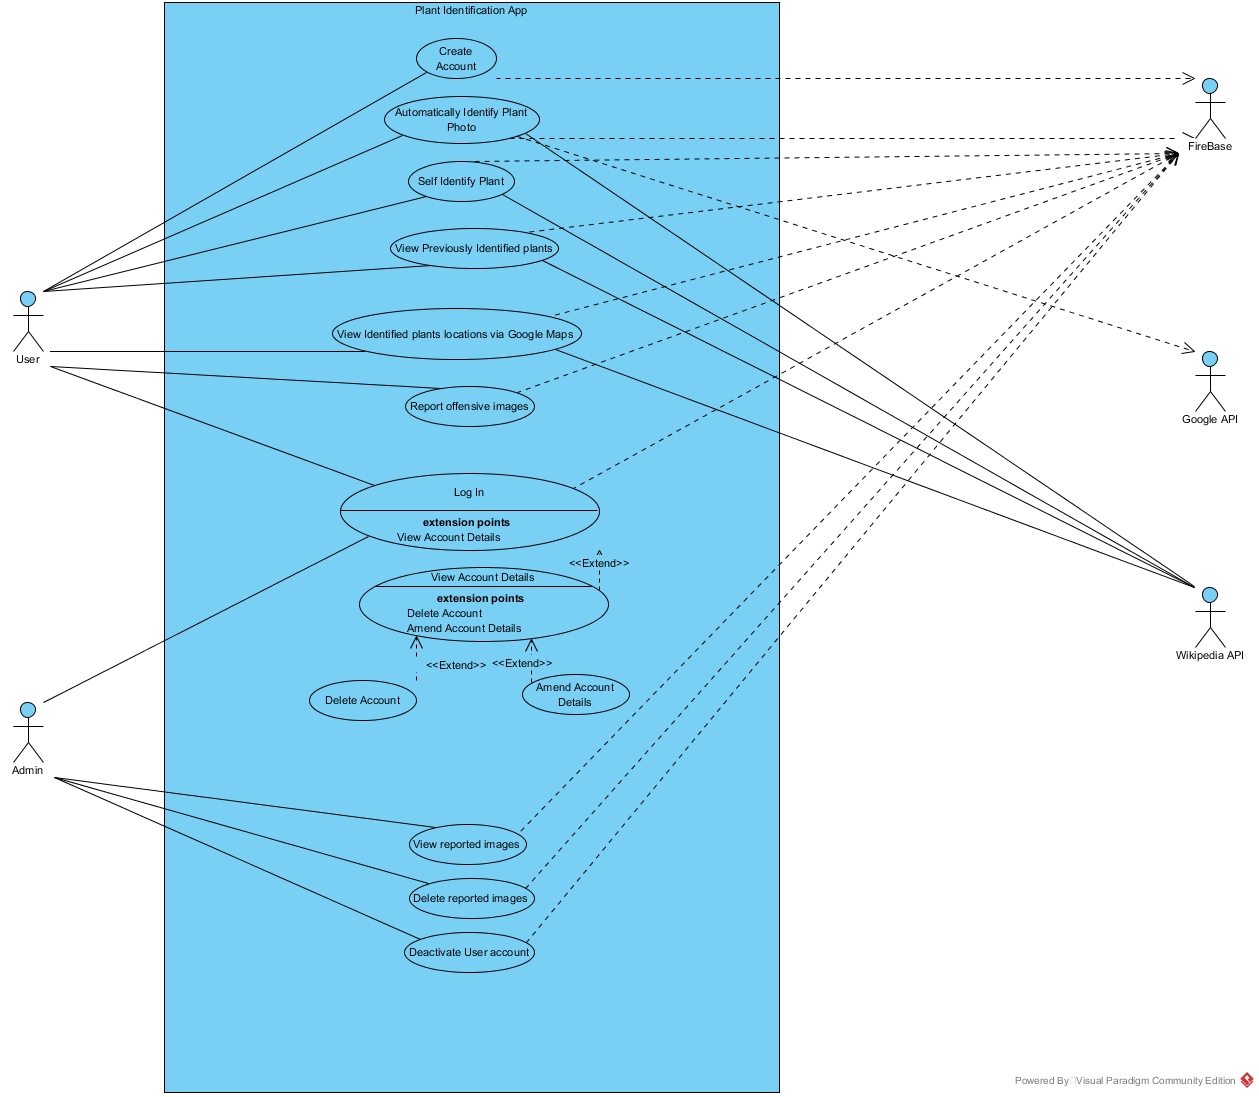 Plant Identification App
Create
Account
Automatically Identify Plant
Photo
FireBase
Self Identify Plant
View Previously Identified plants
View Identified plants locations via Google Maps
User
Report offensive images
Google API
Log In
extension points
View Account Details
<<Extend>>
View Account Details
extension points
Delete Account
Amend Account Details
<<Extend>>
<<Extend>>
Wikipedia API
Delete Account
Amend Account
Details
Admin
View reported images
Delete reported images
Deactivate User account
Powered By Visual Paradigm Community Edition